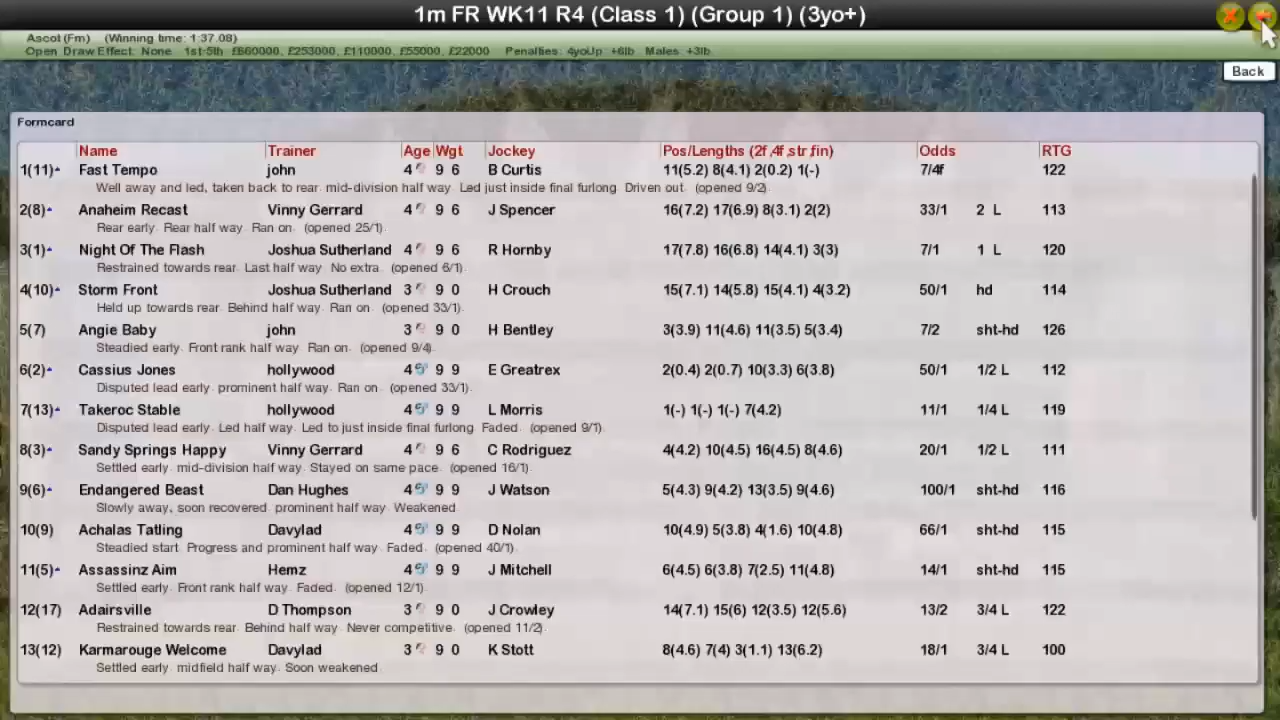 1m FR WK11 R4 (Class 1) (Group 1) (3yo+)
Ascot (Fm) (Winning time: 1:37.08)
Open Draw Effect: None 1st-5th £660000, £253000, £110000, £55000, £22000 Penalties: 4yoUp +6lb Males: +3lb
Back
Formcard
Name Trainer Age Wgt Jockey Pos/Lengths (2f,4f,str,fin) Odds RTG
1(11) Fast Tempo john 4 9 6 B Curtis 11(5.2) 8(4.1) 2(0.2) 1(-) 7/4f 122
Well away and led, taken back to rear mid-division half way Led just inside final furlong Driven out (opened 9/2)
2(8) Anaheim Recast Vinny Gerrard 4 9 6 J Spencer 16(7.2) 17(6.9) 8(3.1) 2(2) 33/1 2 L 113
Rear early Rear half way Ran on (opened 25/1)
3(1) Night Of The Flash Joshua Sutherland 4 9 6 R Hornby 17(7.8) 16(6.8) 14(4.1) 3(3) 7/1 1 L 120
Restrained towards rear Last half way No extra (opened 6/1)
4(10) Storm Front Joshua Sutherland 3 9 0 H Crouch 15(7.1) 14(5.8) 15(4.1) 4(3.2) 50/1 hd 114
Held up towards rear Behind half way Ran on (opened 33/1)
5(7) Angie Baby john 3 9 0 H Bentley 3(3.9) 11(4.6) 11(3.5) 5(3.4) 7/2 sht-hd 126
Steadied early Front rank half way Ran on (opened 9/4)
6(2) Cassius Jones hollywood 4 9 9 E Greatrex 2(0.4) 2(0.7) 10(3.3) 6(3.8) 50/1 1/2 L 112
Disputed lead early prominent half way Ran on (opened 33/1)
7(13) Takeroc Stable hollywood 4 9 9 L Morris 1(-) 1(-) 1(-) 7(4.2) 11/1 1/4 L 119
Disputed lead early Led half way Led to just inside final furlong Faded (opened 9/1)
8(3) Sandy Springs Happy Vinny Gerrard 4 9 6 C Rodriguez 4(4.2) 10(4.5) 16(4.5) 8(4.6) 20/1 1/2 L 111
Settled early mid-division half way Stayed on same pace (opened 16/1)
9(6) Endangered Beast Dan Hughes 4 9 9 J Watson 5(4.3) 9(4.2) 13(3.5) 9(4.6) 100/1 sht-hd 116
Slowly away, soon recovered prominent half way Weakened
10(9) Achalas Tatling Davylad 4 9 9 D Nolan 10(4.9) 5(3.8) 4(1.6) 10(4.8) 66/1 sht-hd 115
Steadied start Progress and prominent half way Faded (opened 40/1)
11(5) Assassinz Aim Hemz 4 9 9 J Mitchell 6(4.5) 6(3.8) 7(2.5) 11(4.8) 14/1 sht-hd 115
Settled early Front rank half way Faded (opened 12/1)
12(17) Adairsville D Thompson 3 9 0 J Crowley 14(7.1) 15(6) 12(3.5) 12(5.6) 13/2 3/4 L 122
Restrained towards rear Behind half way Never competitive (opened 11/2)
13(12) Karmarouge Welcome Davylad 3 9 0 K Stott 8(4.6) 7(4) 3(1.1) 13(6.2) 18/1 3/4 L 100
Settled early midfield half way Soon weakened